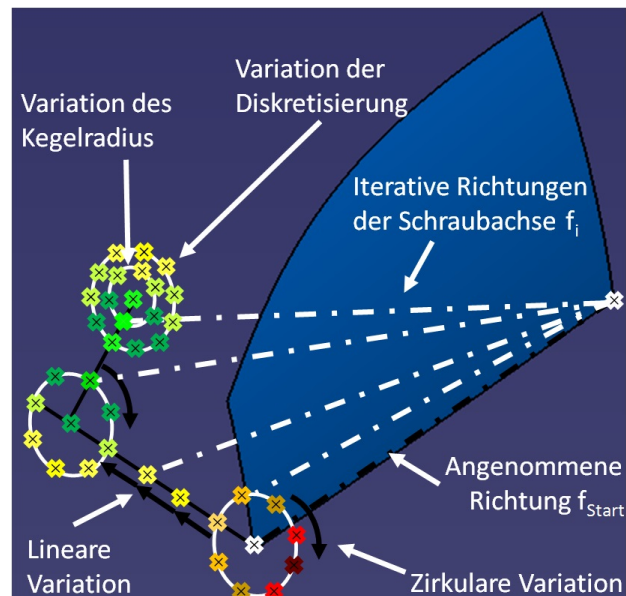 Variation der
Diskretisierung
Variation des
Kegelradius
Iterative Richtungen
der Schraubachse fi
Angenommene
Richtung fStart
Lineare
Variation
Zirkulare Variation